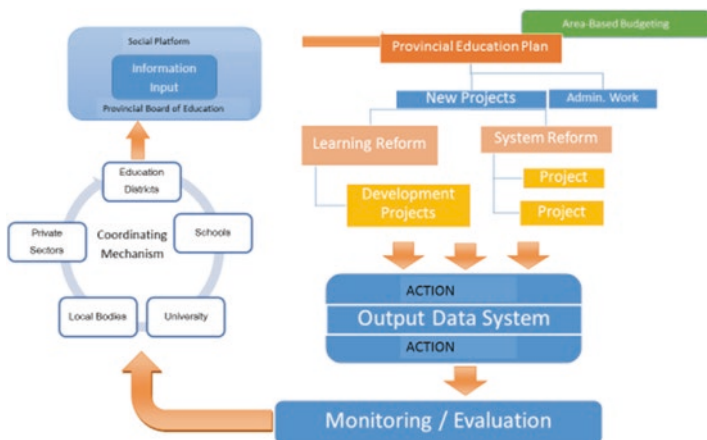 Social Platform
Information
Input
Provincial Board of Education
Education
Districts
Private
Sectors
Coordinating
Mechanism
Schools
Local Bodies
University
Area-Based Budgeting
Provincial Education Plan
New Projects
Admin. Work
Learning Reform
System Reform
Development
Projects
Project
Project
ACTION
Output Data System
ACTION
Monitoring / Evaluation